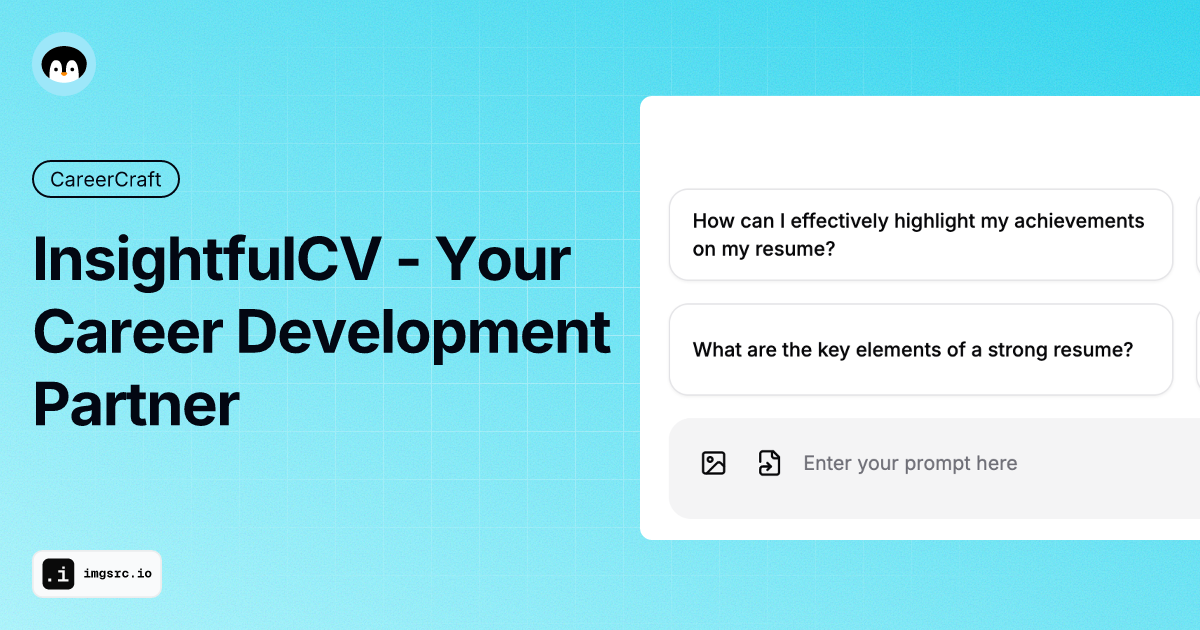 CareerCraft
InsightfulCV - Your
Career Development
Partner
How can I effectively highlight my achievements
on my resume?
What are the key elements of a strong resume?
Enter your prompt here
.i imgsrc.io